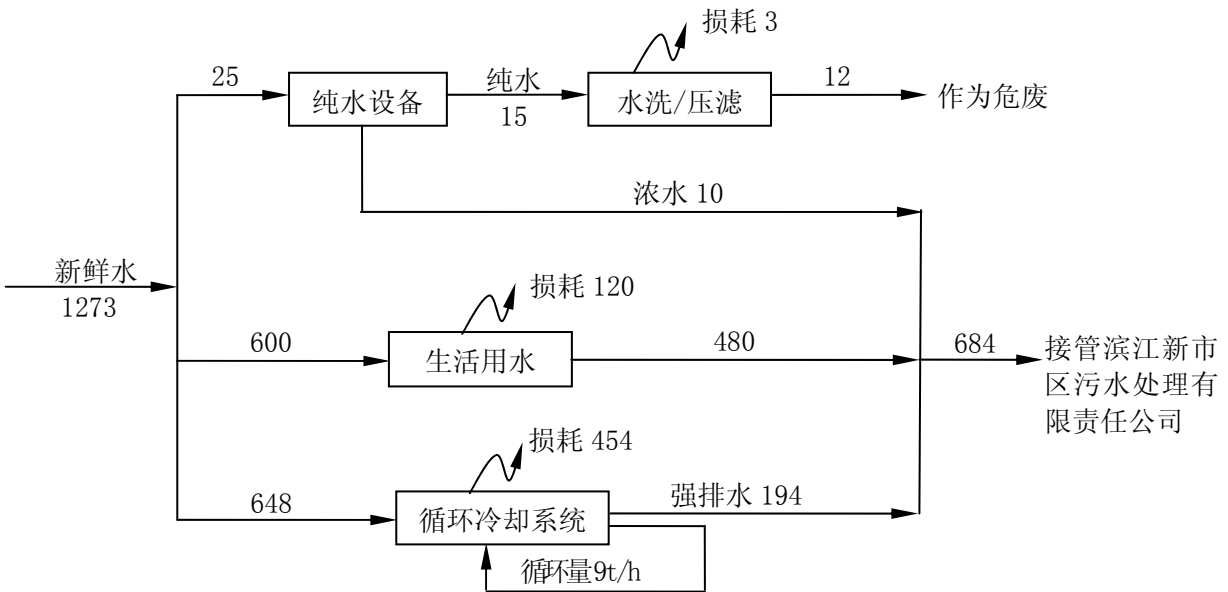 损耗 3
25
纯水设备
纯水
15
水洗/压滤
12
作为危废
浓水 10
新鲜水
1273
损耗 120
600
生活用水
480
684
接管滨江新市
区污水处理有
限责任公司
损耗 454
648
循环冷却系统
强排水 194
循环量9t/h